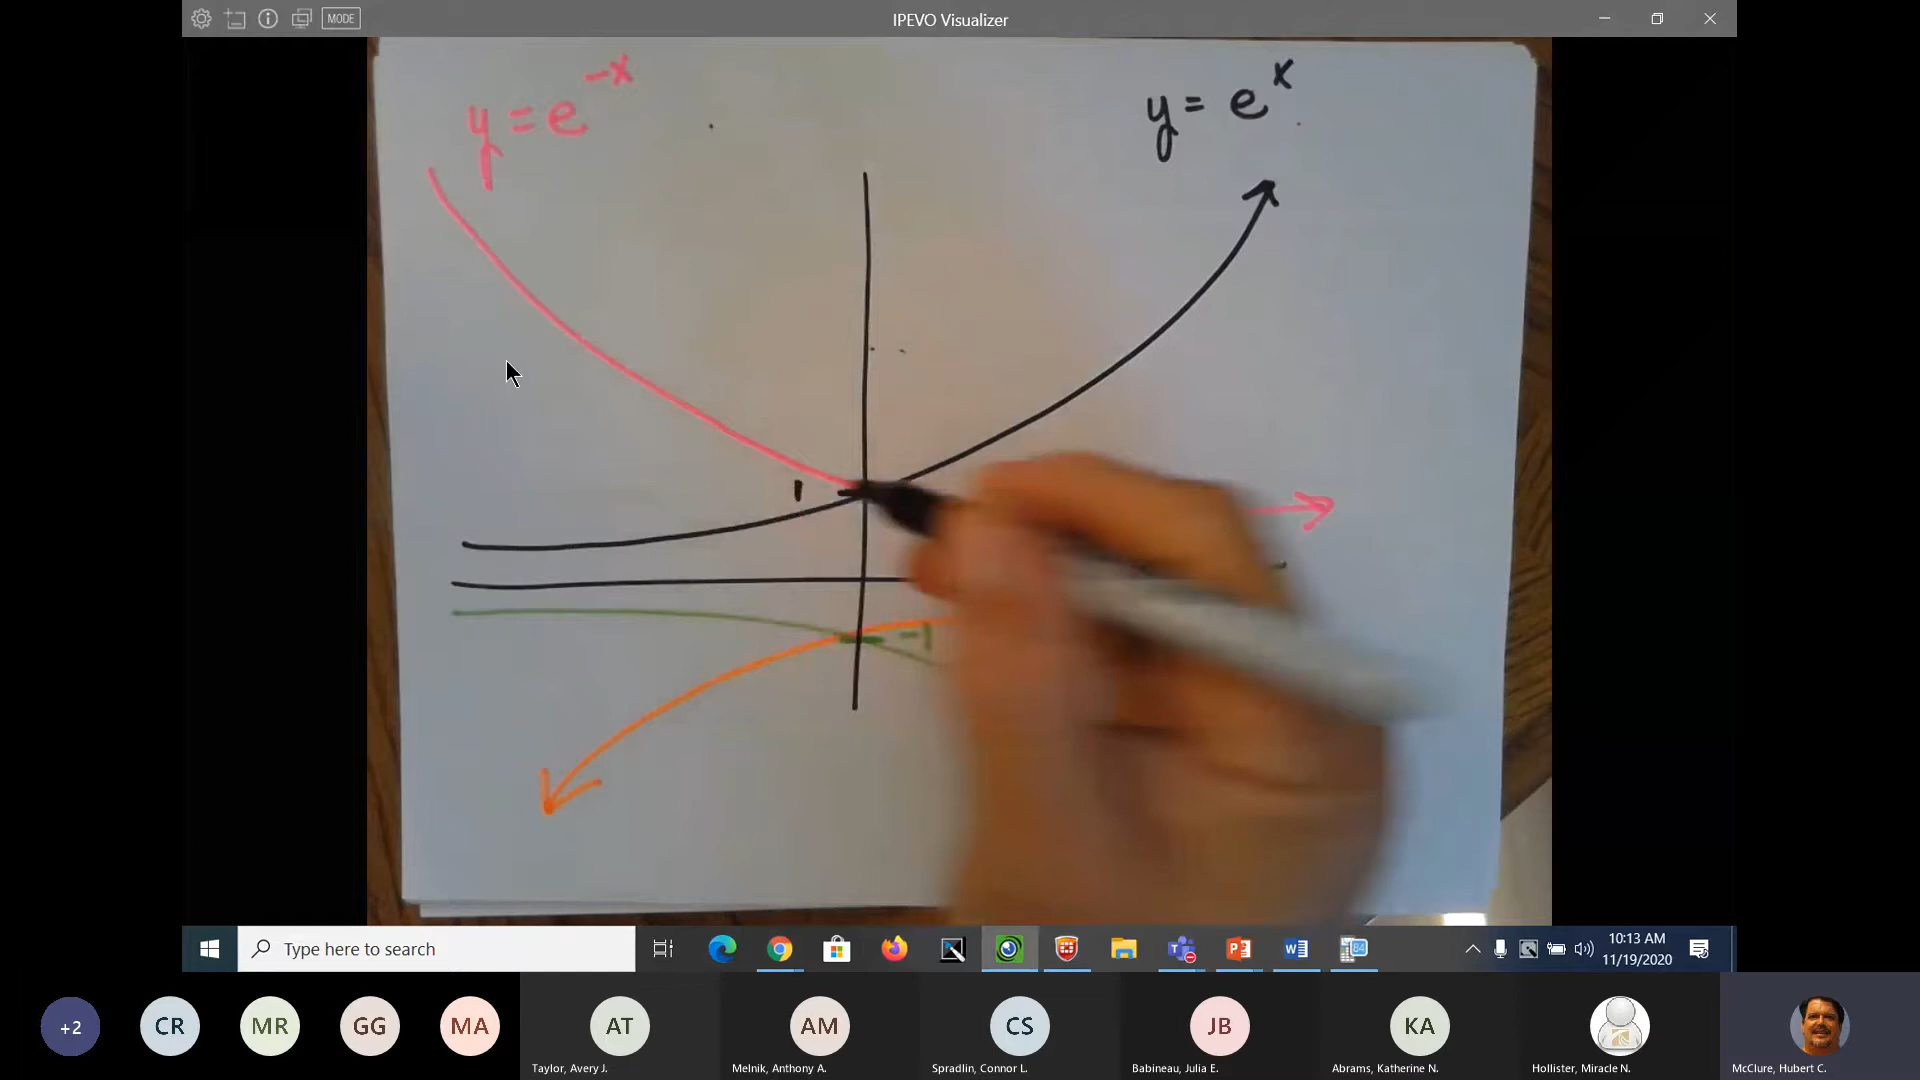 MODE
IPEVO Visualizer
y = e^-x
y = e^x
1
-1
Type here to search
84
10:13 AM
11/19/2020
+2
CR
MR
GG
MA
AT
AM
CS
JB
KA
Taylor, Avery J.
Melnik, Anthony A.
Spradlin, Connor L.
Babineau, Julia E.
Abrams, Katherine N.
Hollister, Miracle N.
McClure, Hubert C.